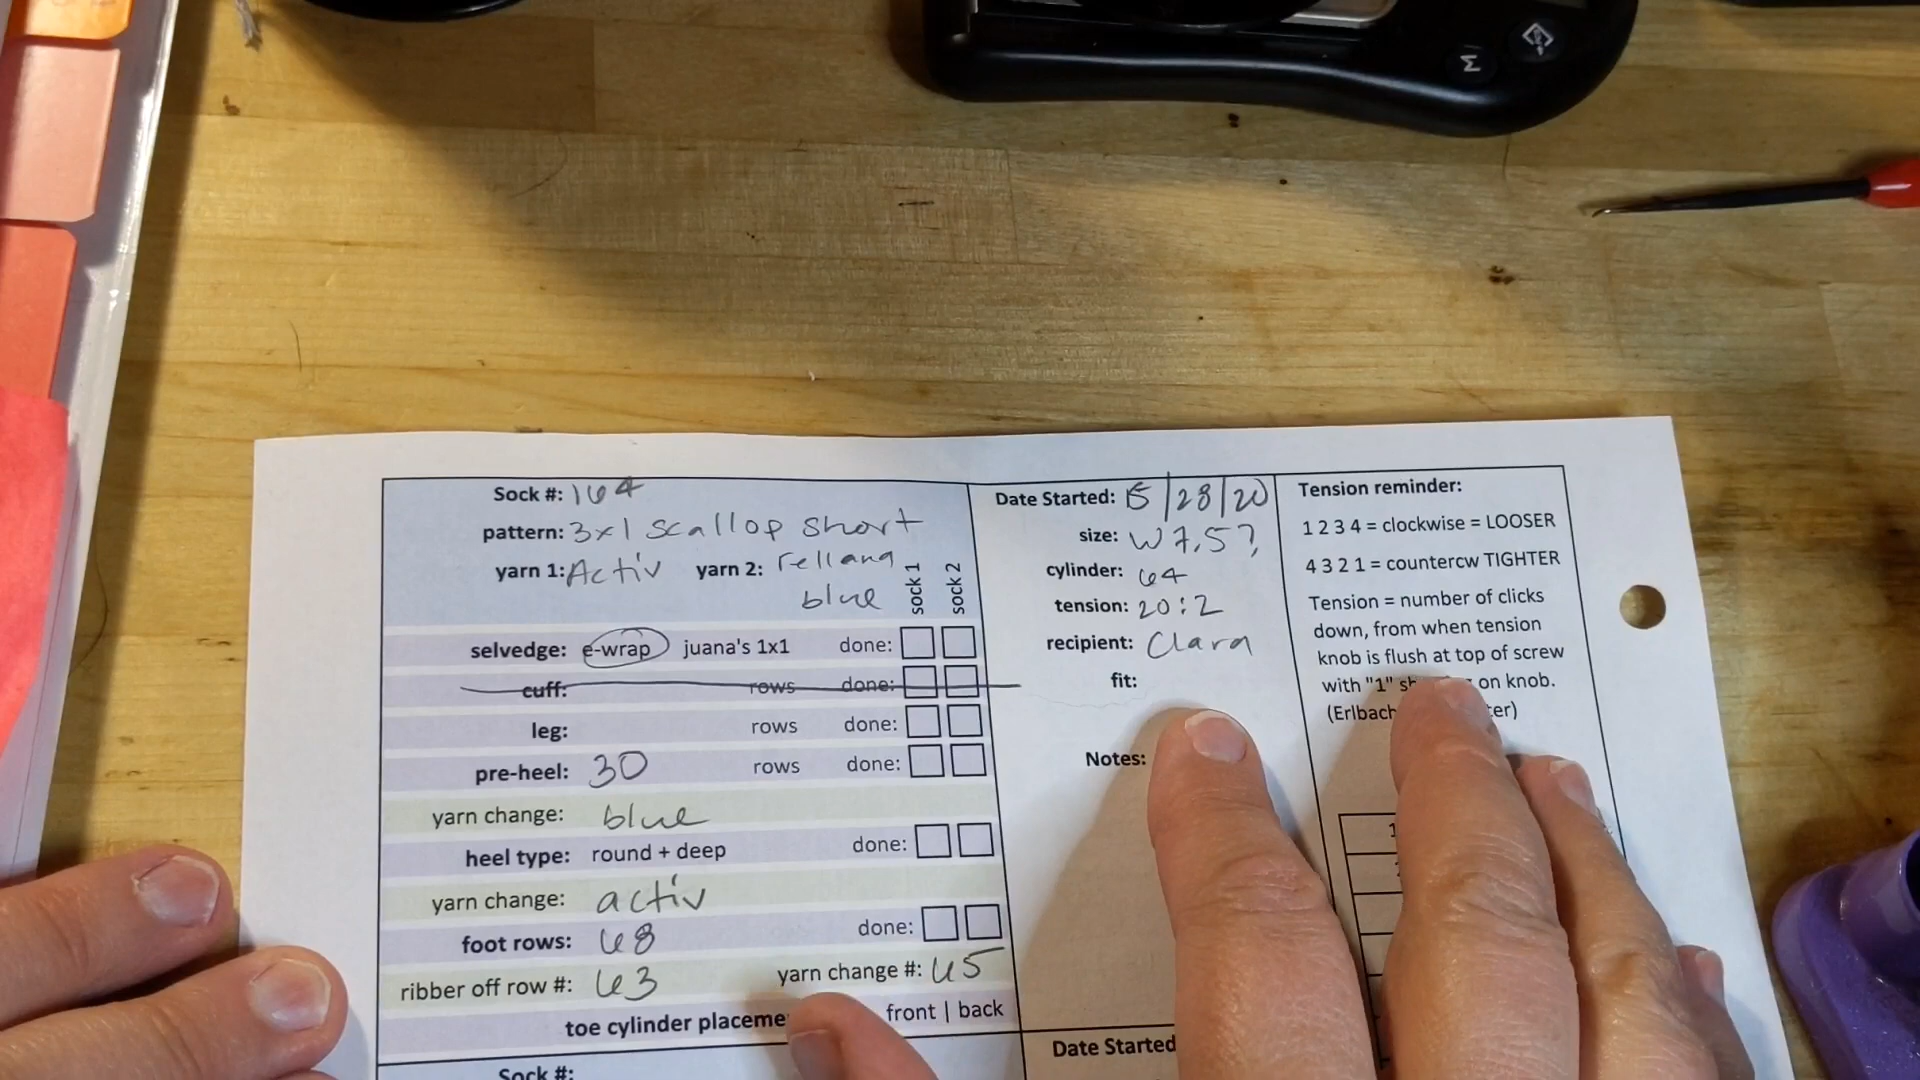 Sock #: 164
pattern: 3x1 scallop short
yarn 1: Activ yarn 2: rellana
blue
sock 1
sock 2
selvedge: e-wrap juana's 1x1 done:
cuff: rows done:
leg: rows done:
pre-heel: 30 rows done:
yarn change: blue
heel type: round + deep done:
yarn change: activ
foot rows: 68 done:
ribber off row #: 63 yarn change #: 65
toe cylinder placeme front | back
Sock #:
Date Started: 5/28/20
size: W7.5?
cylinder: 64
tension: 20:2
recipient: Clara
fit:
Notes:
Date Started
Tension reminder:
1 2 3 4 = clockwise = LOOSER
4 3 2 1 = countercw TIGHTER
Tension = number of clicks
down, from when tension
knob is flush at top of screw
with "1" sh on knob.
(Erlbach ter)
1
M